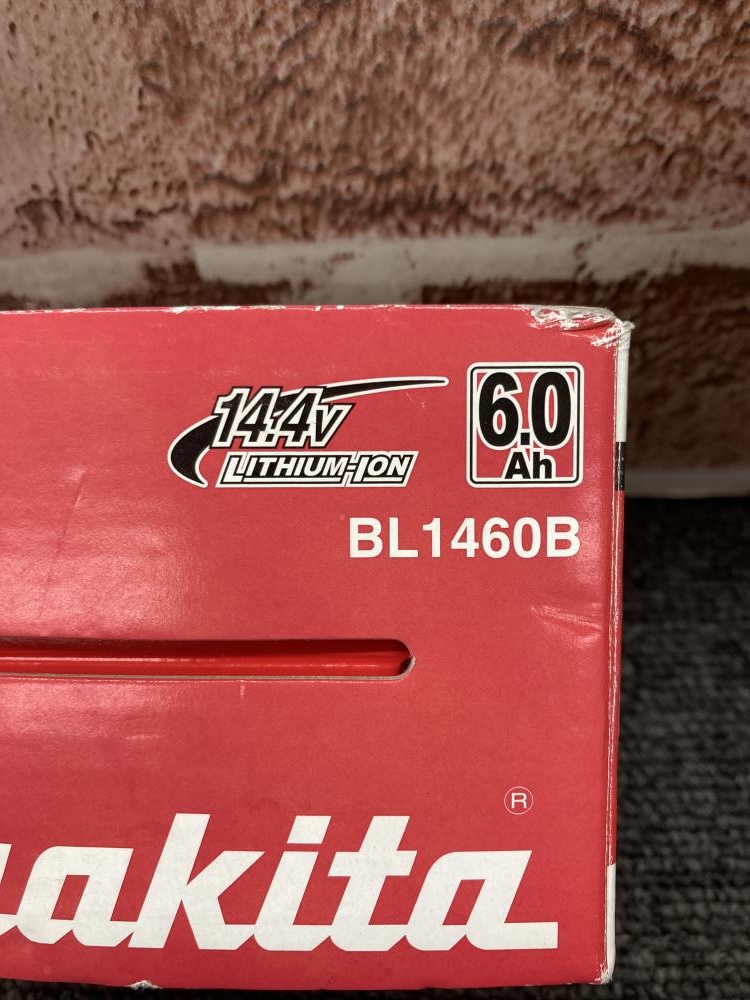 14.4V
LITHIUM-ION
6.0
Ah
BL1460B
®
akita